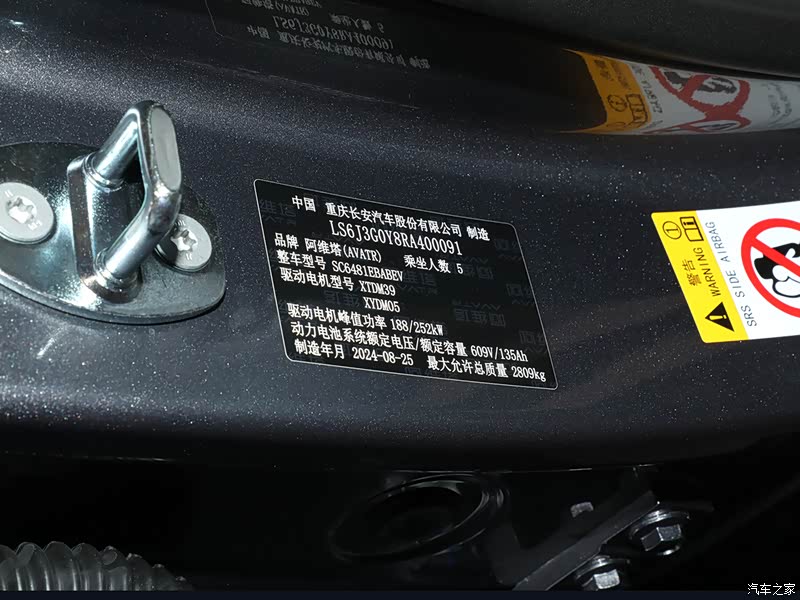 中国 重庆长安汽车股份有限公司 制造
LS6J3G0Y8RA400091
品牌 阿维塔(AVATR) 乘坐人数 5
整车型号 SC6481EBABEV
驱动电机型号 XTDM39
XYDM05
驱动电机峰值功率 188/252kW
动力电池系统额定电压/额定容量 609V/135Ah
制造年月 2024-08-25 最大允许总质量 2809kg
警告
WARNING
SRS SIDE AIRBAG
汽车之家